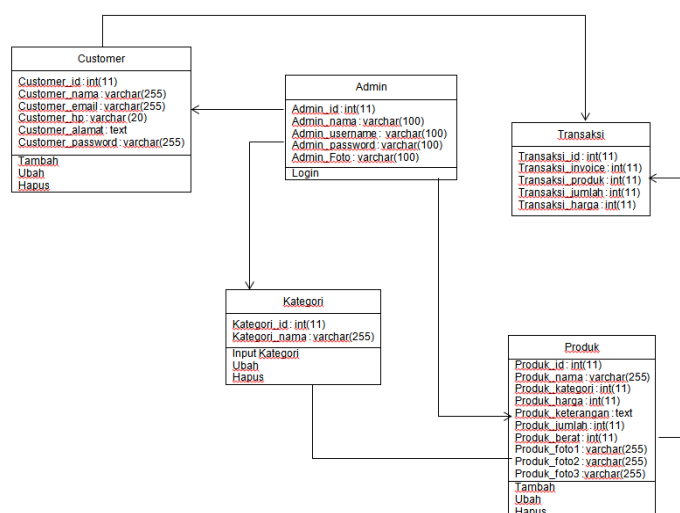 Customer
Customer_id : int(11)
Customer_nama : varchar(255)
Customer_email : varchar(255)
Customer_hp : varchar (20)
Customer_alamat : text
Customer_password : varchar(255)
Tambah
Ubah
Hapus
Admin
Admin_id : int(11)
Admin_nama : varchar(100)
Admin_username : varchar(100)
Admin_password : varchar(100)
Admin_Foto : varchar(100)
Login
Transaksi
Transaksi_id : int(11)
Transaksi_invoice : int(11)
Transaksi_produk : int(11)
Transaksi_jumlah : int(11)
Transaksi_harga : int(11)
Kategori
Kategori_id : int(11)
Kategori_nama : varchar(255)
Input Kategori
Ubah
Hapus
Produk
Produk_id : int(11)
Produk_nama : varchar(255)
Produk_kategori : int(11)
Produk_harga : int(11)
Produk_keterangan : text
Produk_jumlah : int(11)
Produk_berat : int(11)
Produk_foto1 : varchar(255)
Produk_foto2 : varchar(255)
Produk_foto3 : varchar(255)
Tambah
Ubah
Hapus